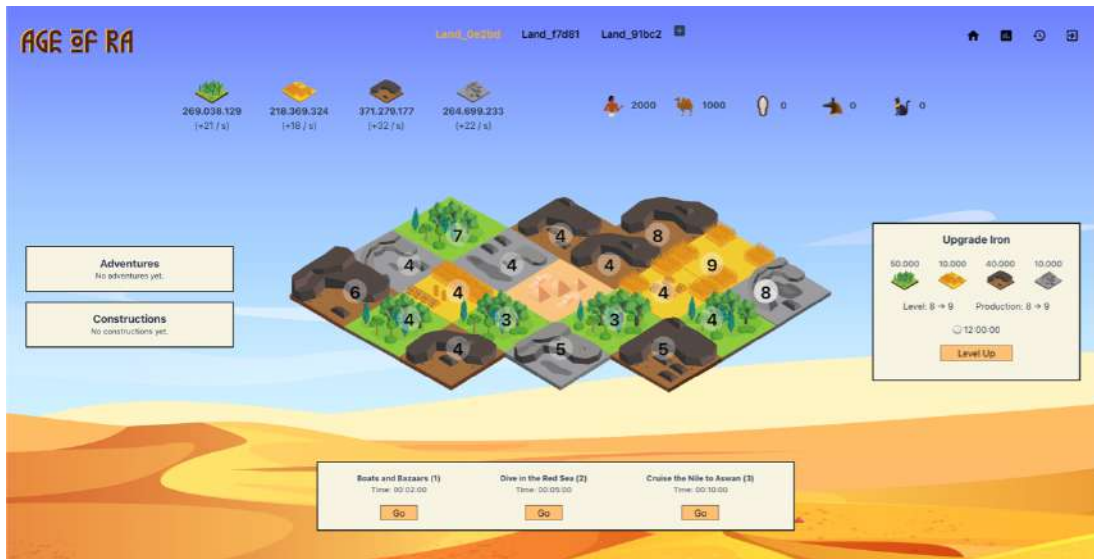 AGE OF RA
Land_0e2bd Land_f7d81 Land_91bc2
269.038.129 218.369.324 371.279.177 264.699.233
(+21 / s) (+18 / s) (+32 / s) (+22 / s)
2000 1000 0 0 0
7 4 8
4 4 4 9
6 4 4 8
4 3 3 4
4 5 5
Adventures
No adventures yet.
Constructions
No constructions yet.
Upgrade Iron
50.000 10.000 40.000 10.000
Level: 8 → 9 Production: 8 → 9
12:00:00
Level Up
Boats and Bazaars (1) Dive in the Red Sea (2) Cruise the Nile to Aswan (3)
Time: 00:02:00 Time: 00:05:00 Time: 00:10:00
Go Go Go